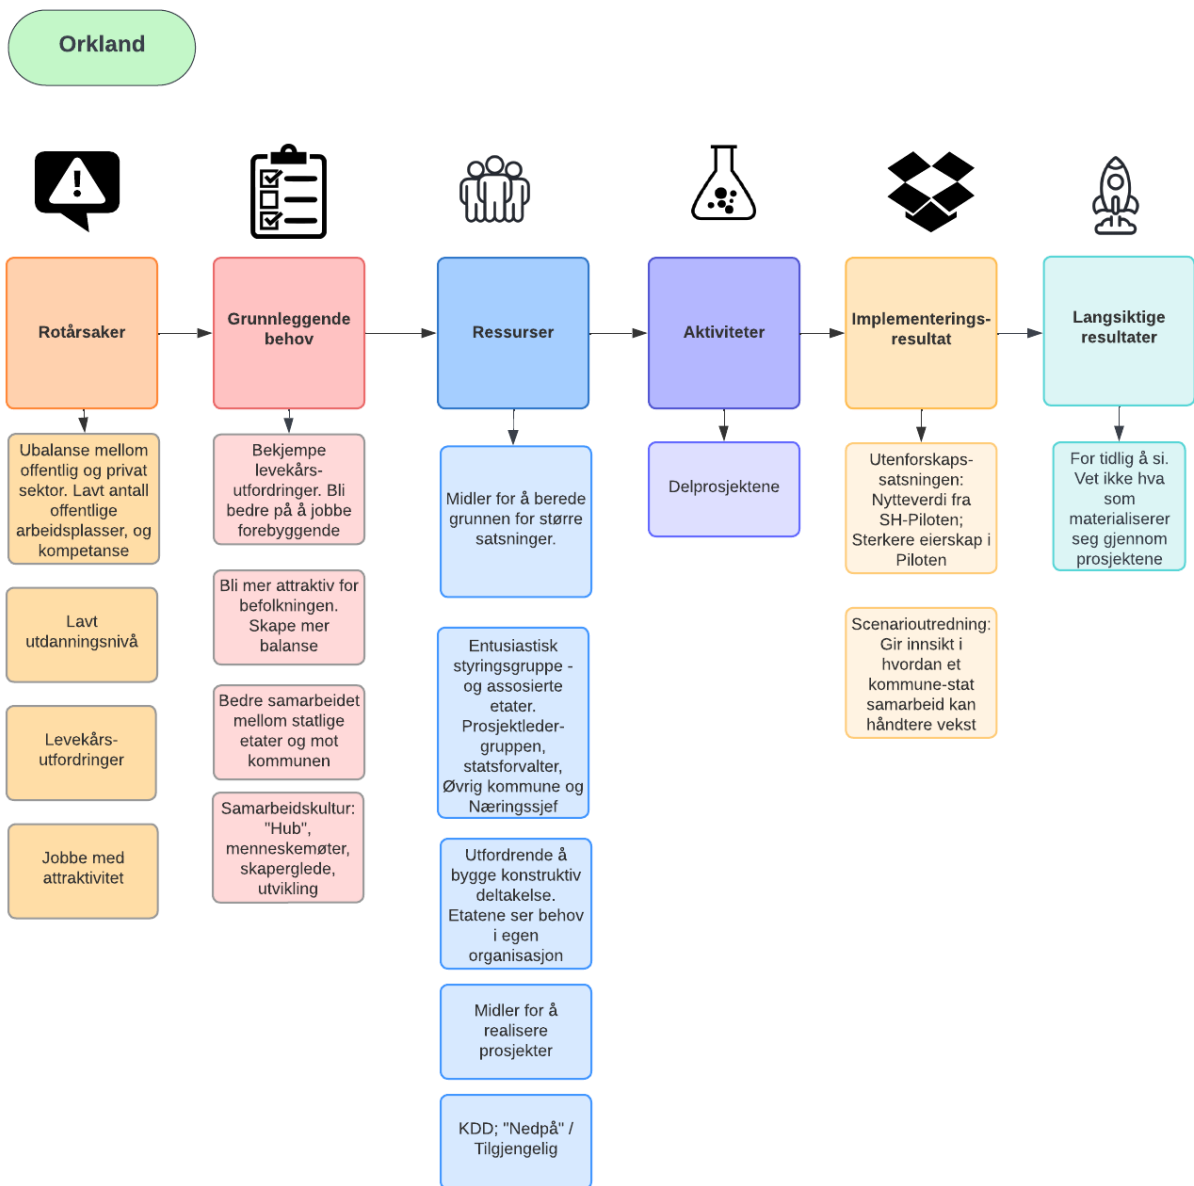 Orkland
Rotårsaker
Ubalanse mellom
offentlig og privat
sektor. Lavt antall
offentlige
arbeidsplasser, og
kompetanse
Lavt
utdanningsnivå
Levekårs-
utfordringer
Jobbe med
attraktivitet
Grunnleggende
behov
Bekjempe
levekårs-
utfordringer. Bli
bedre på å jobbe
forebyggende
Bli mer attraktiv for
befolkningen.
Skape mer
balanse
Bedre samarbeidet
mellom statlige
etater og mot
kommunen
Samarbeidskultur:
"Hub",
menneskemøter,
skaperglede,
utvikling
Ressurser
Midler for å berede
grunnen for større
satsninger.
Entusiastisk
styringsgruppe -
og assosierte
etater.
Prosjektleder-
gruppen,
statsforvalter,
Øvrig kommune og
Næringssjef
Utfordrende å
bygge konstruktiv
deltakelse.
Etatene ser behov
i egen
organisasjon
Midler for å
realisere
prosjekter
KDD; "Nedpå" /
Tilgjengelig
Aktiviteter
Delprosjektene
Implementerings-
resultat
Utenforskaps-
satsningen:
Nytteverdi fra
SH-Piloten;
Sterkere eierskap i
Piloten
Scenarioutredning:
Gir innsikt i
hvordan et
kommune-stat
samarbeid kan
håndtere vekst
Langsiktige
resultater
For tidlig å si.
Vet ikke hva
som
materialiserer
seg gjennom
prosjektene